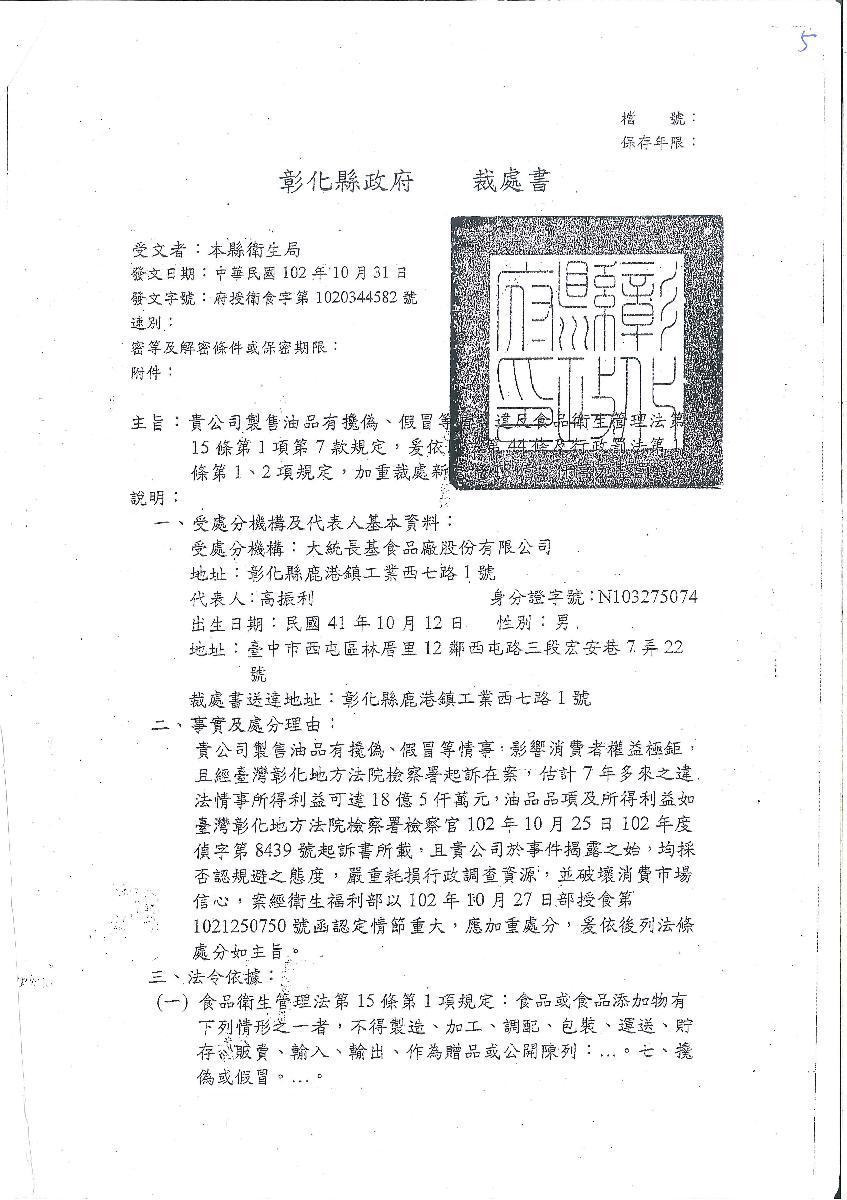 5
檔　　號：
保存年限：
彰化縣政府　　裁處書
受文者：本縣衛生局
發文日期：中華民國 102 年 10 月 31 日
發文字號：府授衛食字第 1020344582 號
速別：
密等及解密條件或保密期限：
附件：
彰化縣政府印
主旨：貴公司製售油品有攙偽、假冒等 違反食品衛生管理法第
15 條第 1 項第 7 款規定，爰依 第 44 條及行政罰法第
條第 1、2 項規定，加重裁處新
說明：
一、受處分機構及代表人基本資料：
受處分機構：大統長基食品廠股份有限公司
地址：彰化縣鹿港鎮工業西七路 1 號
代表人：高振利　　身分證字號：N103275074
出生日期：民國 41 年 10 月 12 日　性別：男
地址：臺中市西屯區林厝里 12 鄰西屯路三段宏安巷 7 弄 22
號
裁處書送達地址：彰化縣鹿港鎮工業西七路 1 號
二、事實及處分理由：
貴公司製售油品有攙偽、假冒等情事，影響消費者權益極鉅，
且經臺灣彰化地方法院檢察署起訴在案，估計 7 年多來之違
法情事所得利益可達 18 億 5 仟萬元，油品品項及所得利益如
臺灣彰化地方法院檢察署檢察官 102 年 10 月 25 日 102 年度
偵字第 8439 號起訴書所載，且貴公司於事件揭露之始，均採
否認規避之態度，嚴重耗損行政調查資源，並破壞消費市場
信心，案經衛生福利部以 102 年 10 月 27 日部授食第
1021250750 號函認定情節重大，應加重處分，爰依後列法條
處分如主旨。
三、法令依據：
(一) 食品衛生管理法第 15 條第 1 項規定：食品或食品添加物有
下列情形之一者，不得製造、加工、調配、包裝、運送、貯
存、販賣、輸入、輸出、作為贈品或公開陳列：…。七、攙
偽或假冒。…。